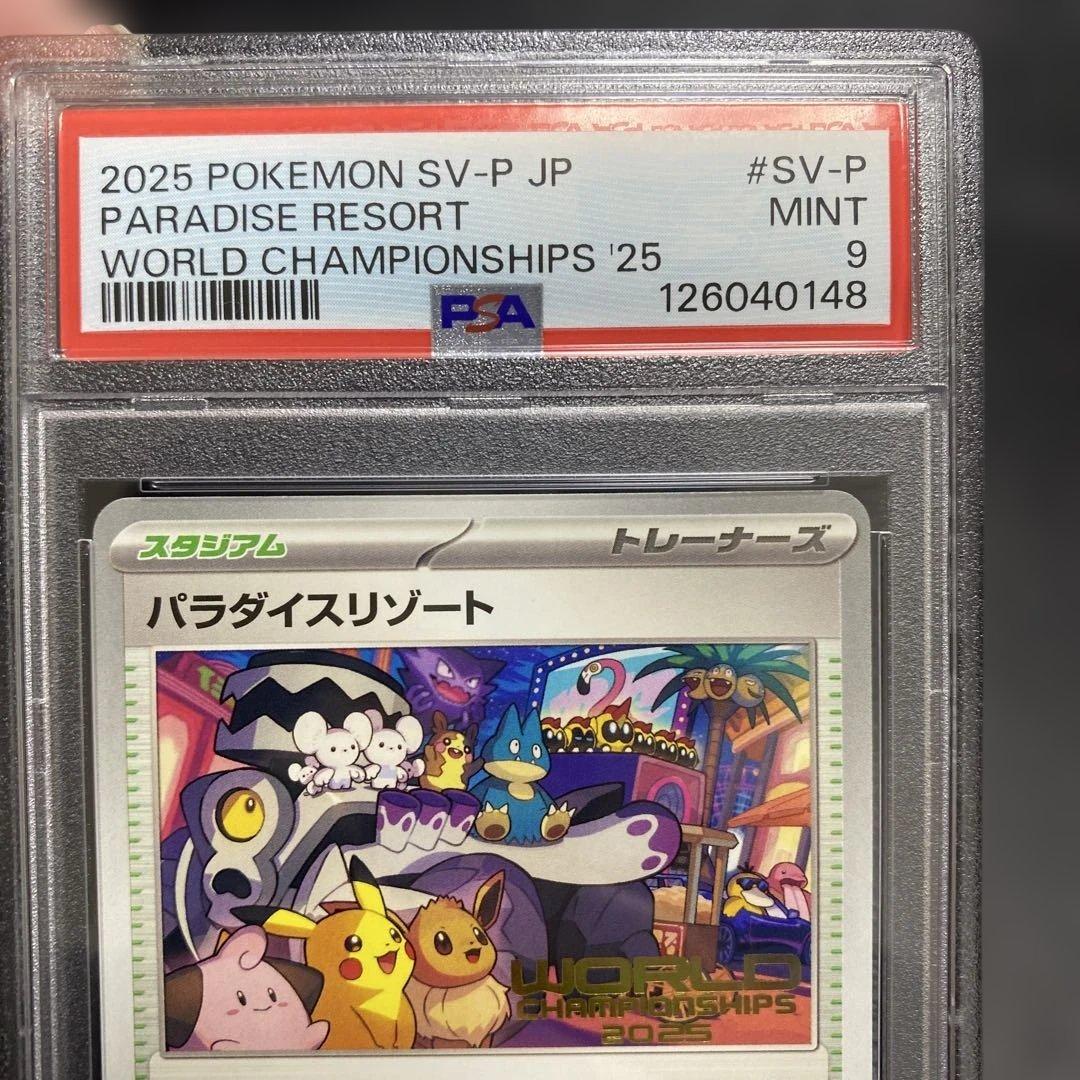 2025 POKEMON SV-P JP #SV-P
PARADISE RESORT MINT
WORLD CHAMPIONSHIPS '25 9
PSA 126040148
スタジアム トレーナーズ
パラダイスリゾート
WORLD
CHAMPIONSHIPS
2025